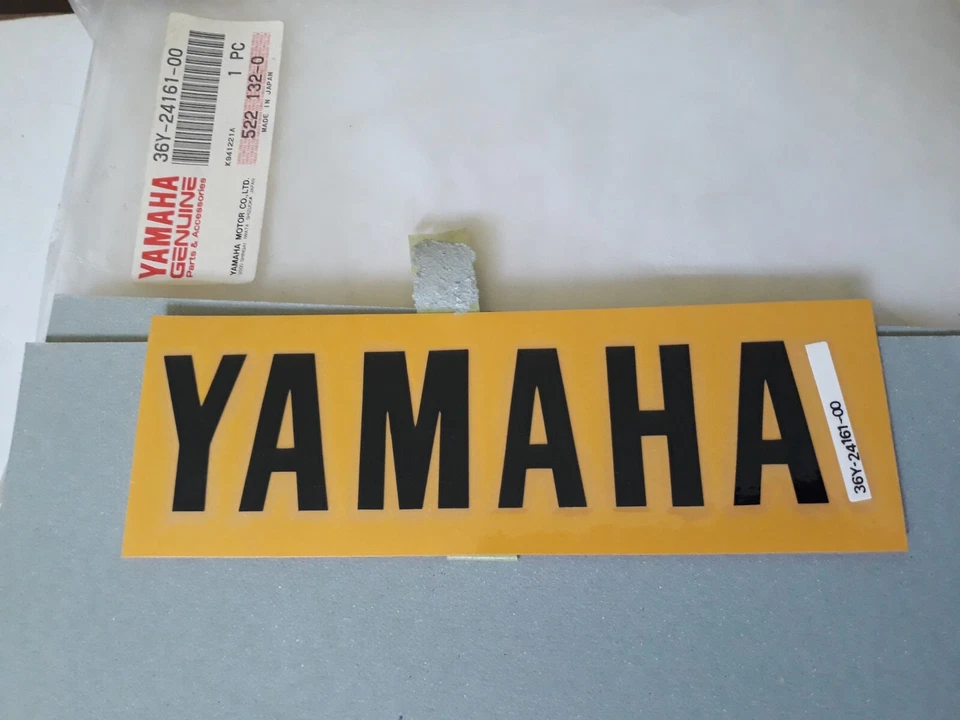 YAMAHA
GENUINE
Parts & Accessories
36Y-24161-00
1 PC
YAMAHA MOTOR CO., LTD.
K841221A
522 132-0
MADE IN JAPAN
YAMAHA
36Y-24161-00